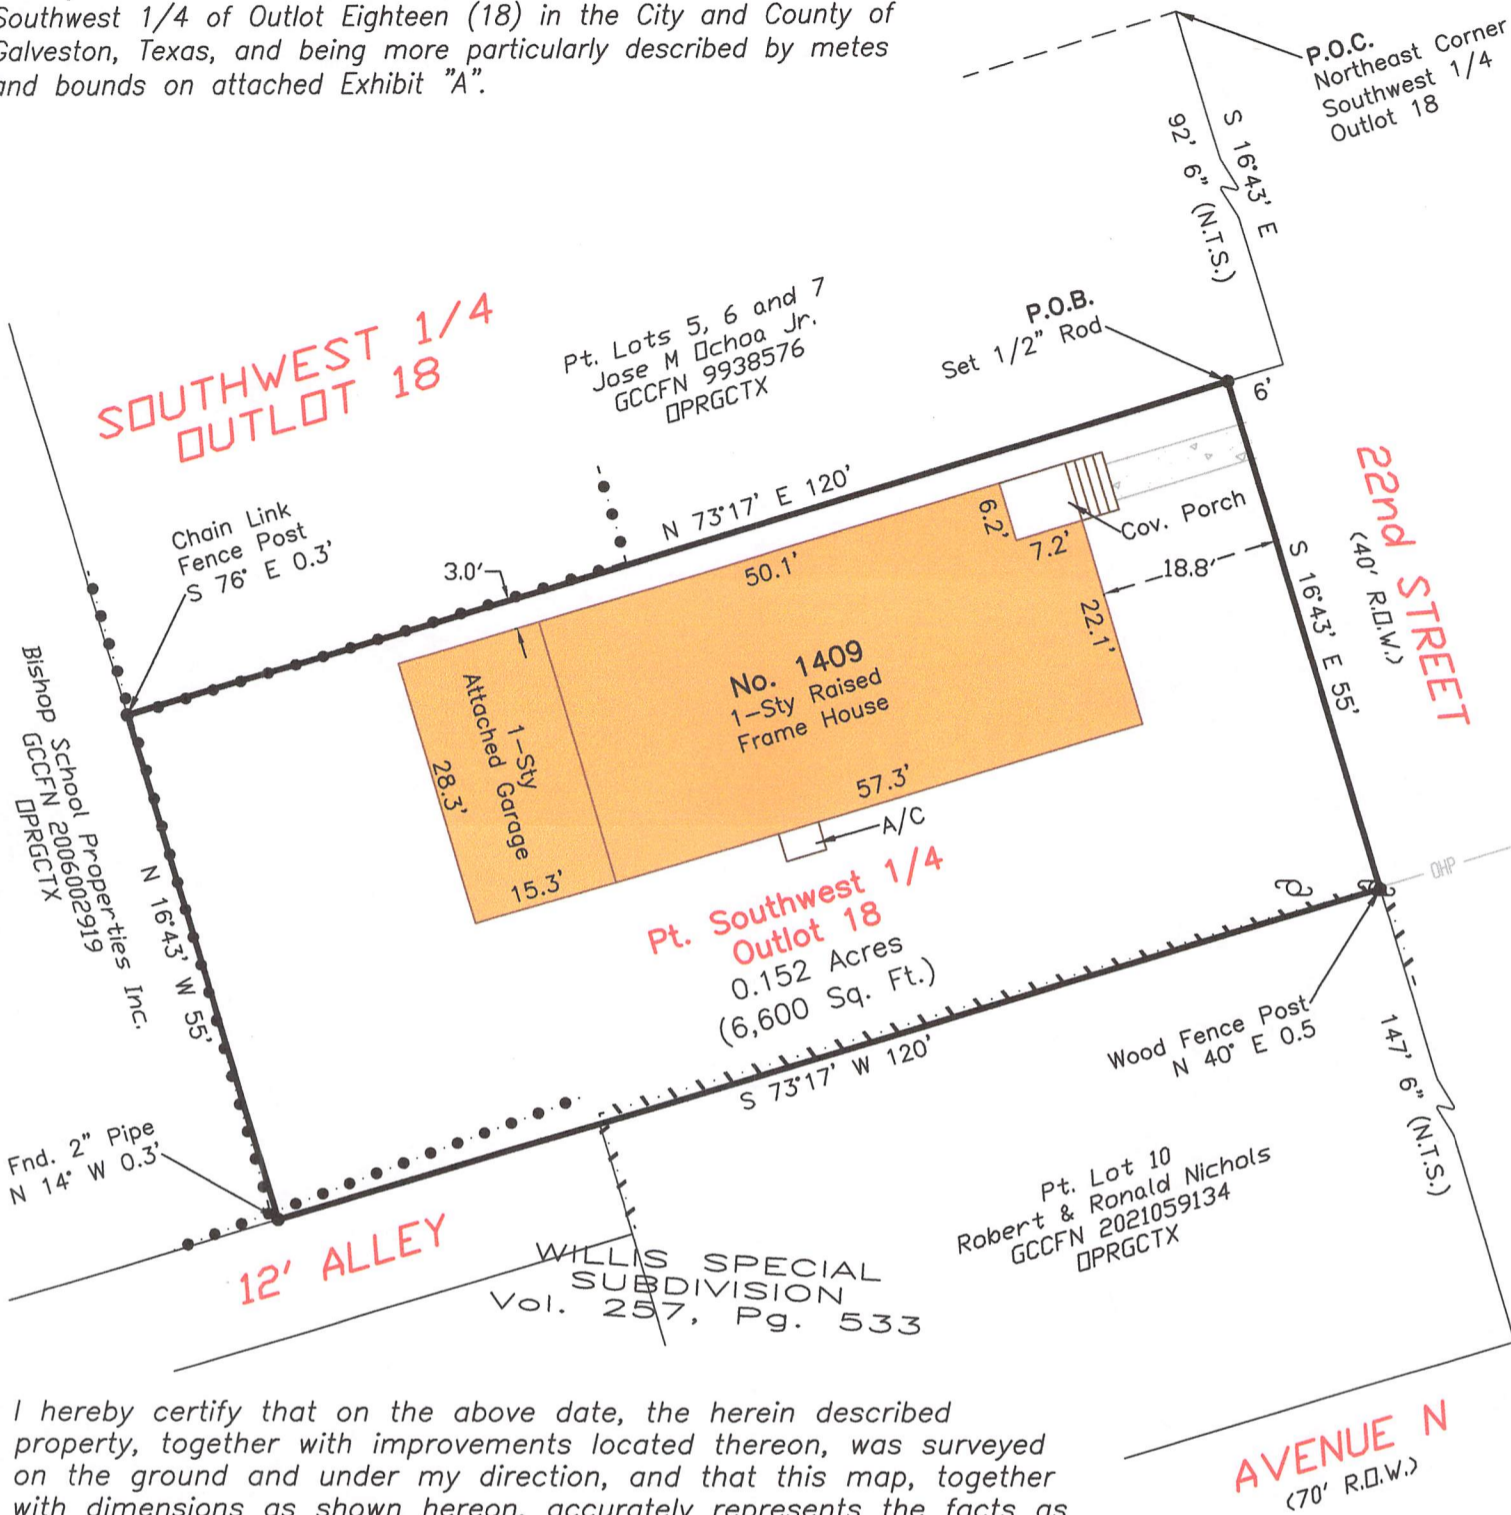 Southwest 1/4 of Outlot Eighteen (18) in the City and County of
Galveston, Texas, and being more particularly described by metes
and bounds on attached Exhibit "A".
P.O.C.
Northeast Corner
Southwest 1/4
Outlot 18
S 16°43' E
92' 6" (N.T.S.)
SOUTHWEST 1/4
OUTLOT 18
Pt. Lots 5, 6 and 7
Jose M Ochoa Jr.
GCCFN 9938576
OPRGCTX
P.O.B.
Set 1/2" Rod
6'
22nd STREET
(40' R.O.W.)
Chain Link
Fence Post
S 76° E 0.3'
3.0'
N 73°17' E 120'
50.1'
6.2'
7.2'
Cov. Porch
18.8'
22.1'
S 16°43' E 55'
No. 1409
1-Sty Raised
Frame House
1-Sty
Attached Garage
28.3'
15.3'
57.3'
A/C
Bishop School Properties Inc.
GCCFN 2006002919
OPRGCTX
N 16°43' W 55'
Pt. Southwest 1/4
Outlot 18
0.152 Acres
(6,600 Sq. Ft.)
OHP
S 73°17' W 120'
Wood Fence Post
N 40° E 0.5
147' 6" (N.T.S.)
Fnd. 2" Pipe
N 14° W 0.3'
12' ALLEY
WILLIS SPECIAL
SUBDIVISION
Vol. 257, Pg. 533
Pt. Lot 10
Robert & Ronald Nichols
GCCFN 2021059134
OPRGCTX
AVENUE N
(70' R.O.W.)
I hereby certify that on the above date, the herein described
property, together with improvements located thereon, was surveyed
on the ground and under my direction, and that this map, together
with dimensions as shown hereon, accurately represents the facts as